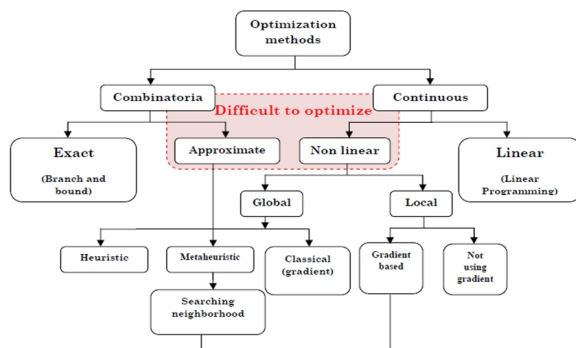 Optimization
methods
Combinatoria
Continuous
Difficult to optimize
Exact
(Branch and
bound)
Approximate
Non linear
Linear
(Linear
Programming)
Global
Local
Heuristic
Metaheuristic
Classical
(gradient)
Gradient
based
Not
using
gradient
Searching
neighborhood